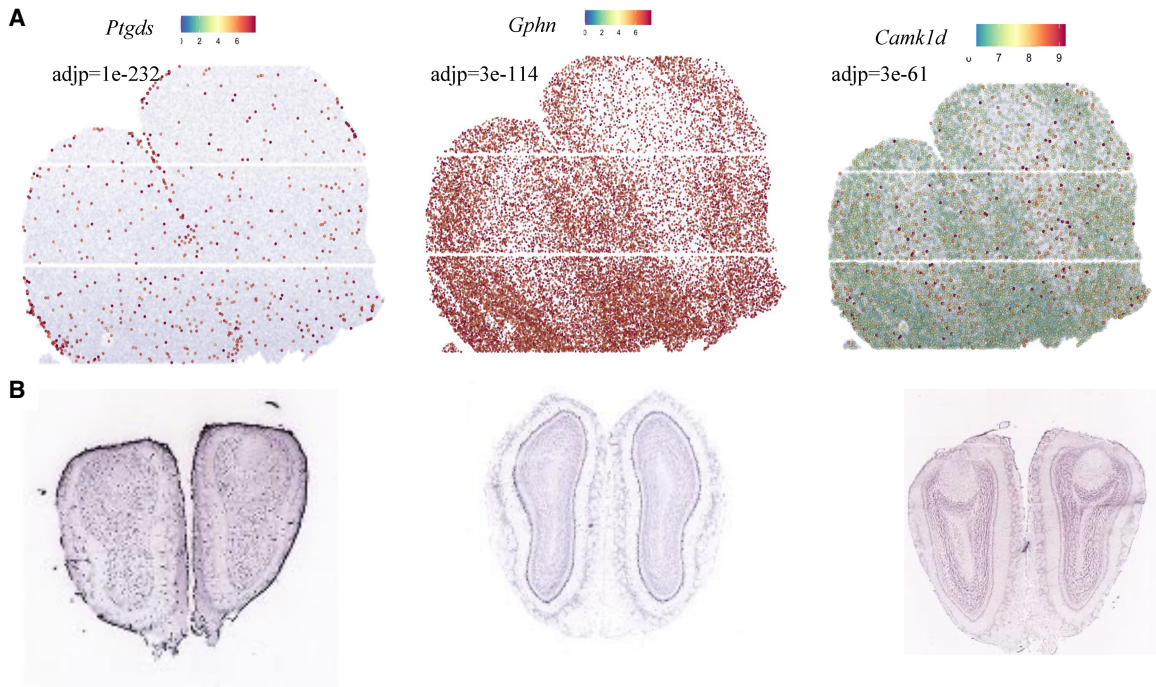 A
Ptgds
0 2 4 6
adjp=1e-232
Gphn
0 2 4 6
adjp=3e-114
Camk1d
7 8 9
adjp=3e-61
B